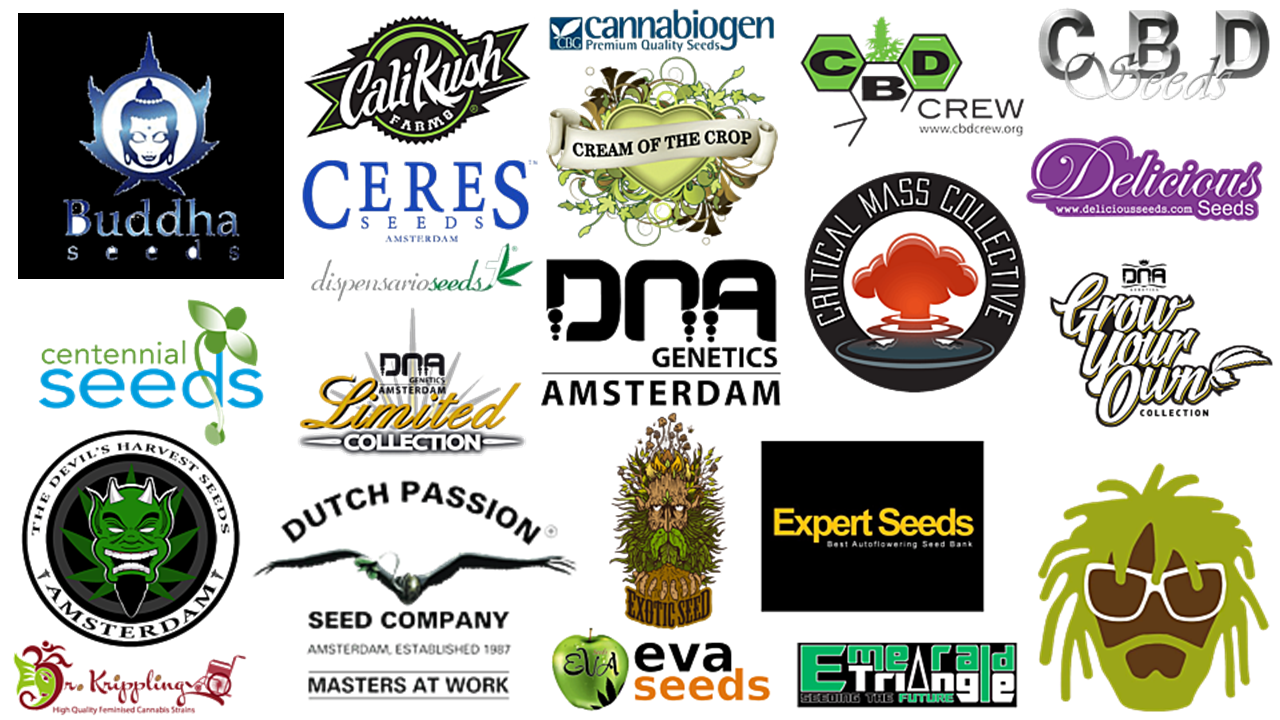 Buddha
seeds
CaliKush
FARMS
®
cannabiogen
CBG
Premium Quality Seeds
CREAM OF THE CROP
CBD
CREW
www.cbdcrew.org
CBD
Seeds
CERES™
SEEDS
AMSTERDAM
dispensarioseeds®
Delicious
www.deliciousseeds.com Seeds
CRITICAL MASS COLLECTIVE
centennial
seeds
DNA
GENETICS
AMSTERDAM
Limited
COLLECTION
DNA
GENETICS
AMSTERDAM
DNA
GENETICS
Grow
Your
Own
COLLECTION
THE DEVIL'S HARVEST SEEDS
AMSTERDAM
DUTCH PASSION®
SEED COMPANY
AMSTERDAM, ESTABLISHED 1987
MASTERS AT WORK
EXOTIC SEED
Expert Seeds
Best Autoflowering Seed Bank
Dr. Krippling
High Quality Feminised Cannabis Strains
EVA
eva
seeds
Emerald
Triangle
SEEDING THE FUTURE